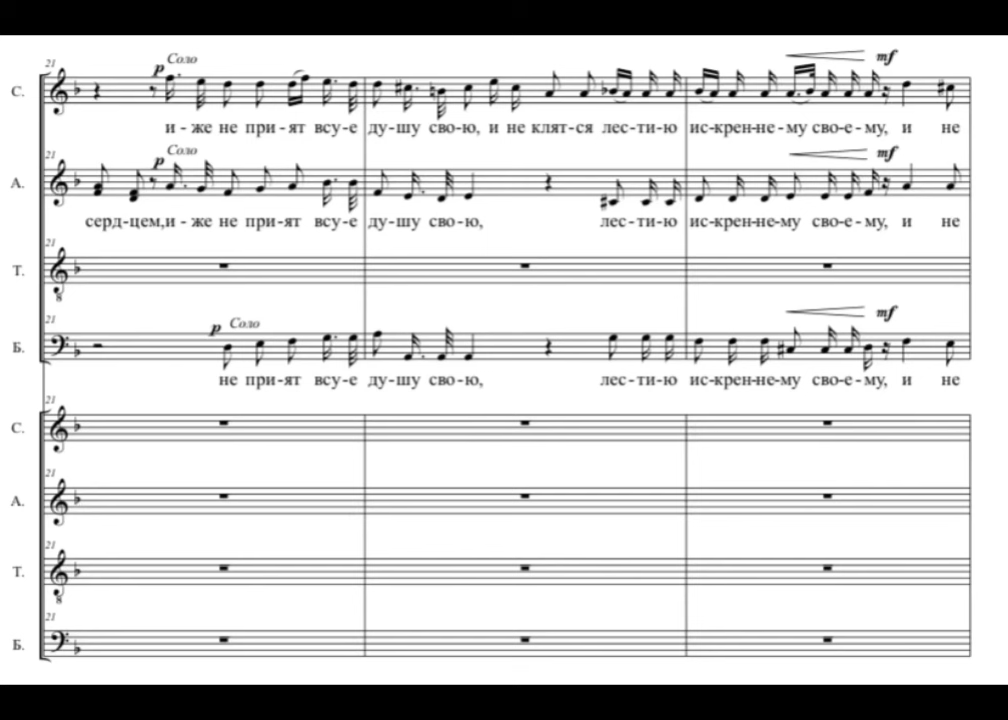 21 p Соло mf
С.
и - же не при - ят всу - е ду - шу сво - ю, и не клят - ся лес - ти - ю ис - крен - не - му сво - е - му, и не
21 p Соло mf
А.
серд - цем, и - же не при - ят всу - е ду - шу сво - ю, лес - ти - ю ис - крен - не - му сво - е - му, и не
21
Т.
8
21 p Соло mf
Б.
не при - ят всу - е ду - шу сво - ю, лес - ти - ю ис - крен - не - му сво - е - му, и не
21
С.
21
А.
21
Т.
8
21
Б.